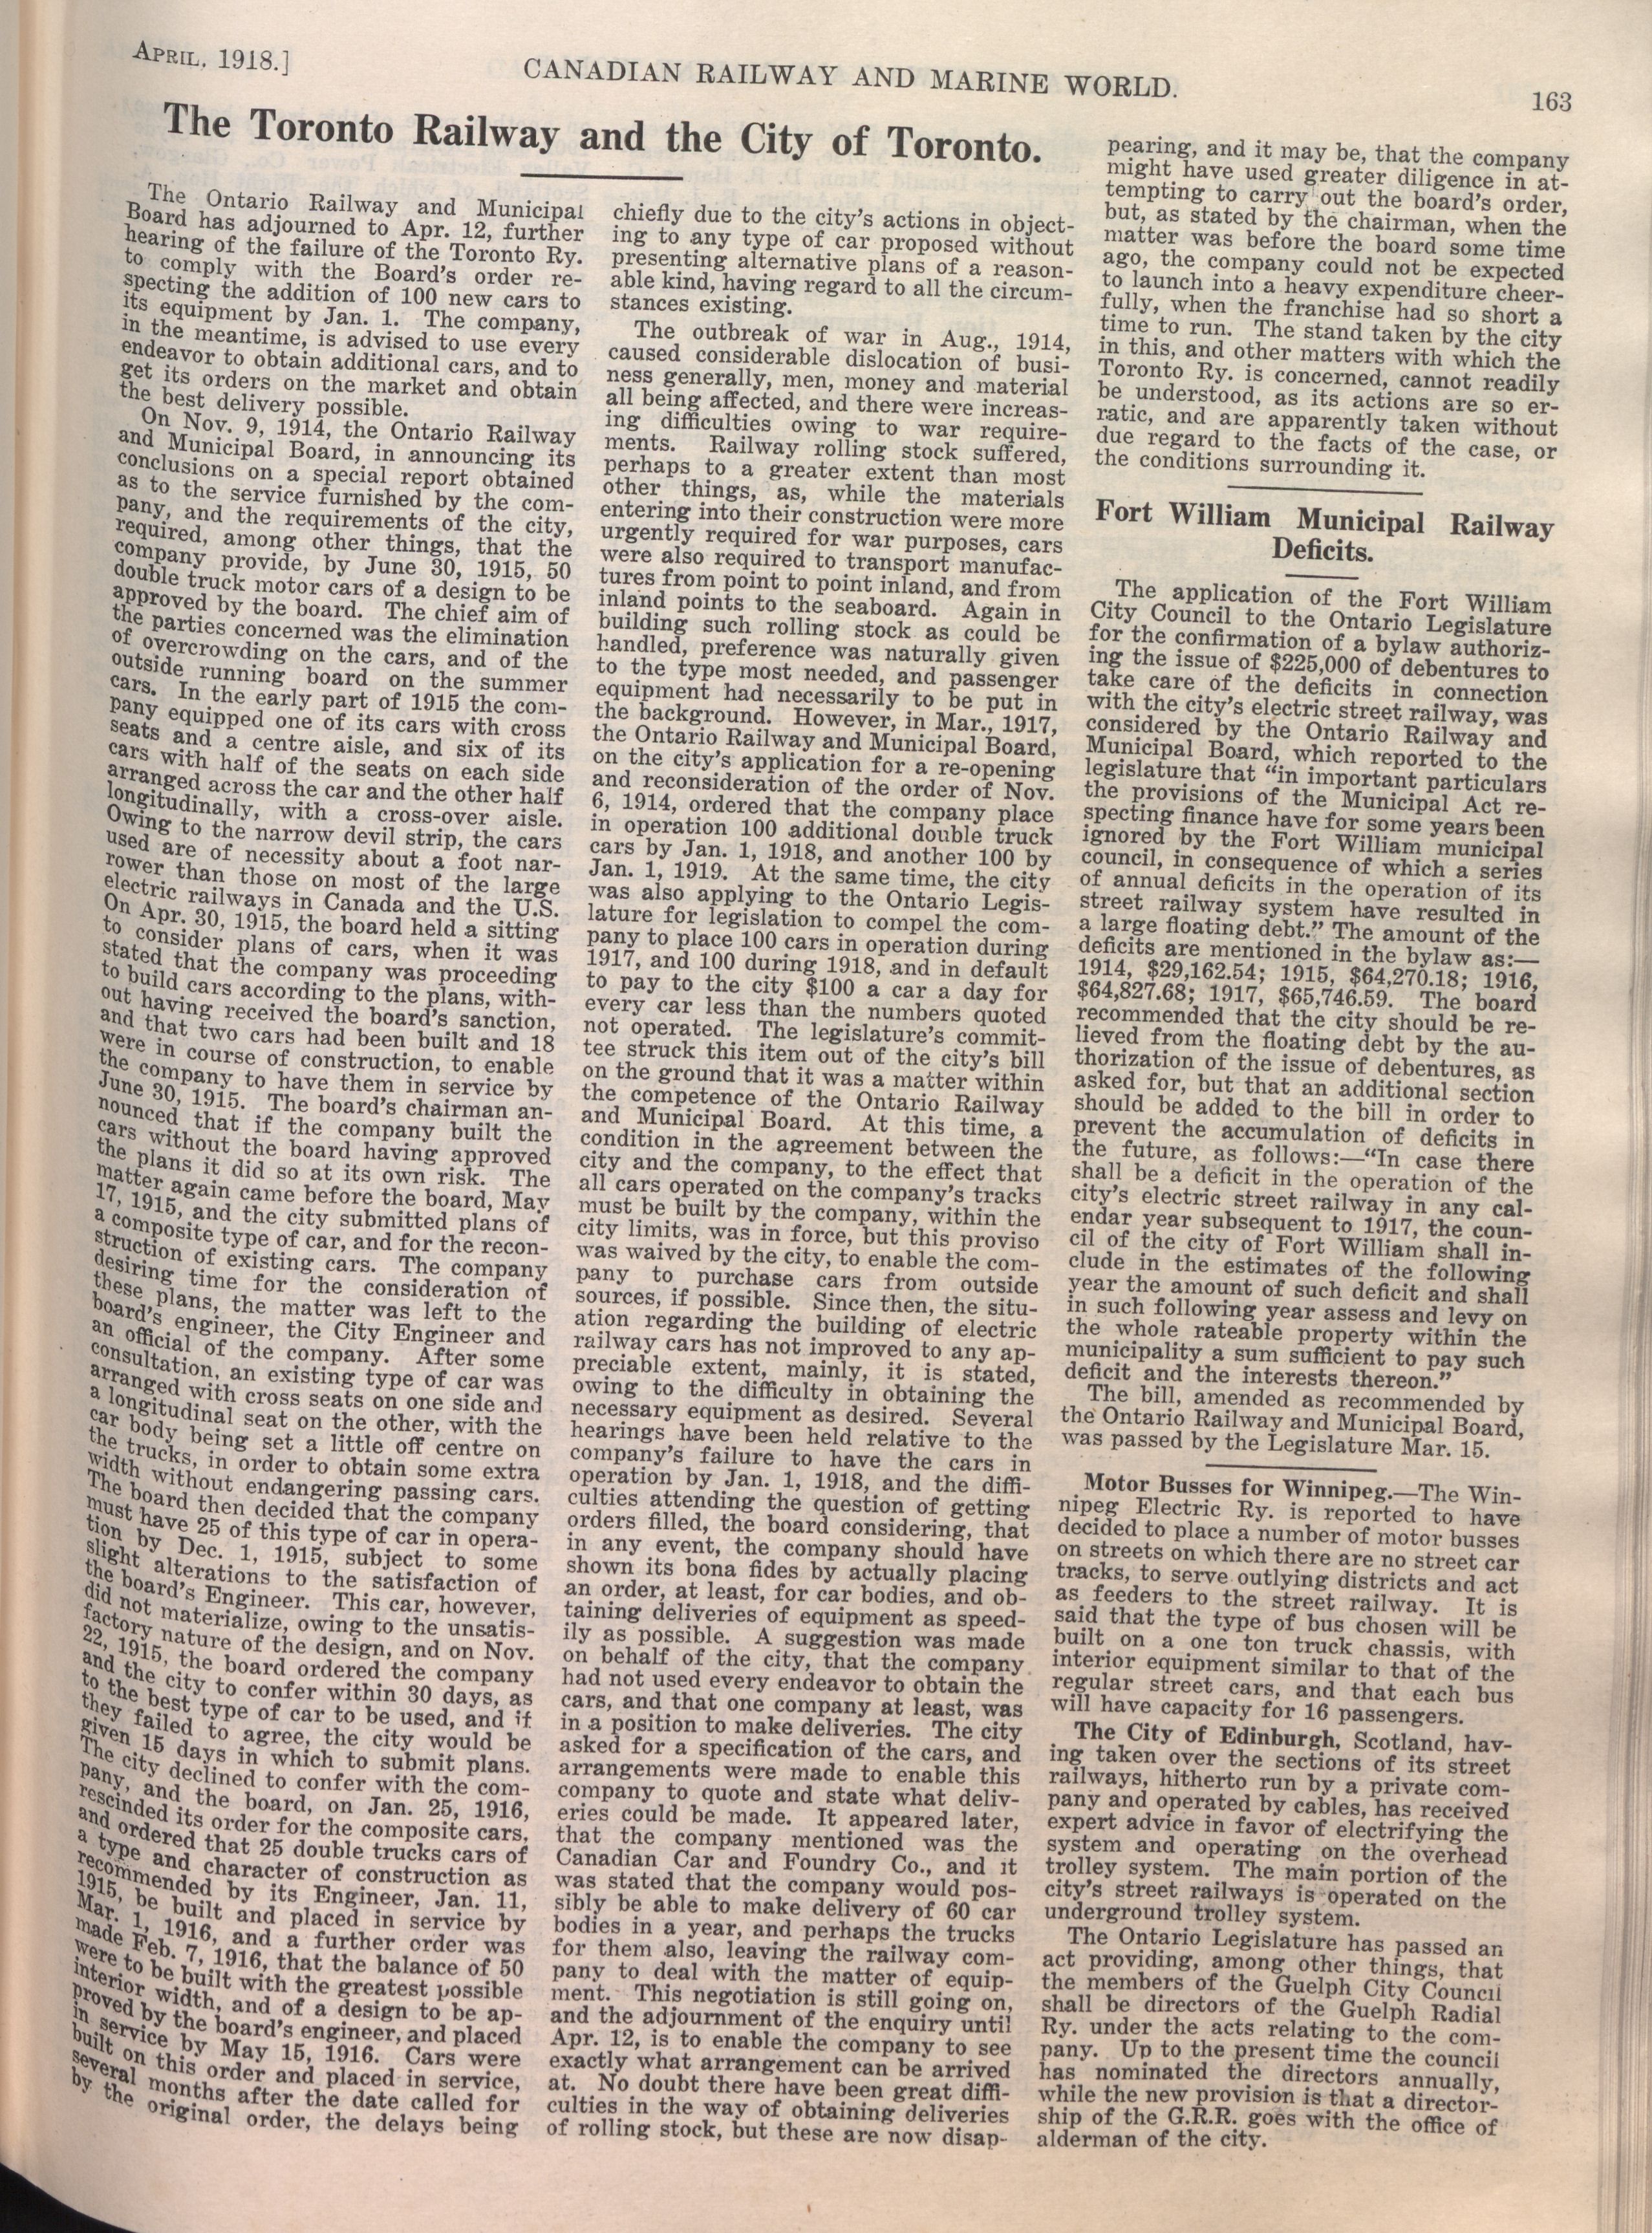 APRIL, 1918.]
CANADIAN RAILWAY AND MARINE WORLD.
163
The Toronto Railway and the City of Toronto.
The Ontario Railway and Municipal
Board has adjourned to Apr. 12, further
hearing of the failure of the Toronto Ry.
to comply with the Board's order re-
specting the addition of 100 new cars to
its equipment by Jan. 1. The company,
in the meantime, is advised to use every
endeavor to obtain additional cars, and to
get its orders on the market and obtain
the best delivery possible.
On Nov. 9, 1914, the Ontario Railway
and Municipal Board, in announcing its
conclusions on a special report obtained
as to the service furnished by the com-
pany, and the requirements of the city,
required, among other things, that the
company provide, by June 30, 1915, 50
double truck motor cars of a design to be
approved by the board. The chief aim of
the parties concerned was the elimination
of overcrowding on the cars, and of the
outside running board on the summer
cars. In the early part of 1915 the com-
pany equipped one of its cars with cross
seats and a centre aisle, and six of its
cars with half of the seats on each side
arranged across the car and the other half
longitudinally, with a cross-over aisle.
Owing to the narrow devil strip, the cars
used are of necessity about a foot nar-
rower than those on most of the large
electric railways in Canada and the U.S.
On Apr. 30, 1915, the board held a sitting
to consider plans of cars, when it was
stated that the company was proceeding
to build cars according to the plans, with-
out having received the board's sanction,
and that two cars had been built and 18
were in course of construction, to enable
the company to have them in service by
June 30, 1915. The board's chairman an-
nounced that if the company built the
cars without the board having approved
the plans it did so at its own risk. The
matter again came before the board, May
17, 1915, and the city submitted plans of
a composite type of car, and for the recon-
struction of existing cars. The company
desiring time for the consideration of
these plans, the matter was left to the
board's engineer, the City Engineer and
an official of the company. After some
consultation, an existing type of car was
arranged with cross seats on one side and
a longitudinal seat on the other, with the
car body being set a little off centre on
the trucks, in order to obtain some extra
width without endangering passing cars.
The board then decided that the company
must have 25 of this type of car in opera-
tion by Dec. 1, 1915, subject to some
slight alterations to the satisfaction of
the board's Engineer. This car, however,
did not materialize, owing to the unsatis-
factory nature of the design, and on Nov.
22, 1915, the board ordered the company
and the city to confer within 30 days, as
to the best type of car to be used, and if
they failed to agree, the city would be
given 15 days in which to submit plans.
The city declined to confer with the com-
pany, and the board, on Jan. 25, 1916,
rescinded its order for the composite cars,
and ordered that 25 double trucks cars of
a type and character of construction as
recommended by its Engineer, Jan. 11,
1915, be built and placed in service by
Mar. 1, 1916, and a further order was
made Feb. 7, 1916, that the balance of 50
were to be built with the greatest possible
interior width, and of a design to be ap-
proved by the board's engineer, and placed
in service by May 15, 1916. Cars were
built on this order and placed in service,
several months after the date called for
by the original order, the delays being
chiefly due to the city's actions in object-
ing to any type of car proposed without
presenting alternative plans of a reason-
able kind, having regard to all the circum-
stances existing.
The outbreak of war in Aug., 1914,
caused considerable dislocation of busi-
ness generally, men, money and material
all being affected, and there were increas-
ing difficulties owing to war require-
ments. Railway rolling stock suffered,
perhaps to a greater extent than most
other things, as, while the materials
entering into their construction were more
urgently required for war purposes, cars
were also required to transport manufac-
tures from point to point inland, and from
inland points to the seaboard. Again in
building such rolling stock as could be
handled, preference was naturally given
to the type most needed, and passenger
equipment had necessarily to be put in
the background. However, in Mar., 1917,
the Ontario Railway and Municipal Board,
on the city's application for a re-opening
and reconsideration of the order of Nov.
6, 1914, ordered that the company place
in operation 100 additional double truck
cars by Jan. 1, 1918, and another 100 by
Jan. 1, 1919. At the same time, the city
was also applying to the Ontario Legis-
lature for legislation to compel the com-
pany to place 100 cars in operation during
1917, and 100 during 1918, and in default
to pay to the city $100 a car a day for
every car less than the numbers quoted
not operated. The legislature's commit-
tee struck this item out of the city's bill
on the ground that it was a matter within
the competence of the Ontario Railway
and Municipal Board. At this time, a
condition in the agreement between the
city and the company, to the effect that
all cars operated on the company's tracks
must be built by the company, within the
city limits, was in force, but this proviso
was waived by the city, to enable the com-
pany to purchase cars from outside
sources, if possible. Since then, the situ-
ation regarding the building of electric
railway cars has not improved to any ap-
preciable extent, mainly, it is stated,
owing to the difficulty in obtaining the
necessary equipment as desired. Several
hearings have been held relative to the
company's failure to have the cars in
operation by Jan. 1, 1918, and the diffi-
culties attending the question of getting
orders filled, the board considering, that
in any event, the company should have
shown its bona fides by actually placing
an order, at least, for car bodies, and ob-
taining deliveries of equipment as speed-
ily as possible. A suggestion was made
on behalf of the city, that the company
had not used every endeavor to obtain the
cars, and that one company at least, was
in a position to make deliveries. The city
asked for a specification of the cars, and
arrangements were made to enable this
company to quote and state what deliv-
eries could be made. It appeared later,
that the company mentioned was the
Canadian Car and Foundry Co., and it
was stated that the company would pos-
sibly be able to make delivery of 60 car
bodies in a year, and perhaps the trucks
for them also, leaving the railway com-
pany to deal with the matter of equip-
ment. This negotiation is still going on,
and the adjournment of the enquiry until
Apr. 12, is to enable the company to see
exactly what arrangement can be arrived
at. No doubt there have been great diffi-
culties in the way of obtaining deliveries
of rolling stock, but these are now disap-
pearing, and it may be, that the company
might have used greater diligence in at-
tempting to carry out the board's order,
but, as stated by the chairman, when the
matter was before the board some time
ago, the company could not be expected
to launch into a heavy expenditure cheer-
fully, when the franchise had so short a
time to run. The stand taken by the city
in this, and other matters with which the
Toronto Ry. is concerned, cannot readily
be understood, as its actions are so er-
ratic, and are apparently taken without
due regard to the facts of the case, or
the conditions surrounding it.
Fort William Municipal Railway
Deficits.
The application of the Fort William
City Council to the Ontario Legislature
for the confirmation of a bylaw authoriz-
ing the issue of $225,000 of debentures to
take care of the deficits in connection
with the city's electric street railway, was
considered by the Ontario Railway and
Municipal Board, which reported to the
legislature that "in important particulars
the provisions of the Municipal Act re-
specting finance have for some years been
ignored by the Fort William municipal
council, in consequence of which a series
of annual deficits in the operation of its
street railway system have resulted in
a large floating debt." The amount of the
deficits are mentioned in the bylaw as:—
1914, $29,162.54; 1915, $64,270.18; 1916,
$64,827.68; 1917, $65,746.59. The board
recommended that the city should be re-
lieved from the floating debt by the au-
thorization of the issue of debentures, as
asked for, but that an additional section
should be added to the bill in order to
prevent the accumulation of deficits in
the future, as follows:—"In case there
shall be a deficit in the operation of the
city's electric street railway in any cal-
endar year subsequent to 1917, the coun-
cil of the city of Fort William shall in-
clude in the estimates of the following
year the amount of such deficit and shall
in such following year assess and levy on
the whole rateable property within the
municipality a sum sufficient to pay such
deficit and the interests thereon."
The bill, amended as recommended by
the Ontario Railway and Municipal Board,
was passed by the Legislature Mar. 15.
Motor Busses for Winnipeg.—The Win-
nipeg Electric Ry. is reported to have
decided to place a number of motor busses
on streets on which there are no street car
tracks, to serve outlying districts and act
as feeders to the street railway. It is
said that the type of bus chosen will be
built on a one ton truck chassis, with
interior equipment similar to that of the
regular street cars, and that each bus
will have capacity for 16 passengers.
The City of Edinburgh, Scotland, hav-
ing taken over the sections of its street
railways, hitherto run by a private com-
pany and operated by cables, has received
expert advice in favor of electrifying the
system and operating on the overhead
trolley system. The main portion of the
city's street railways is operated on the
underground trolley system.
The Ontario Legislature has passed an
act providing, among other things, that
the members of the Guelph City Council
shall be directors of the Guelph Radial
Ry. under the acts relating to the com-
pany. Up to the present time the council
has nominated the directors annually,
while the new provision is that a director-
ship of the G.R.R. goes with the office of
alderman of the city.